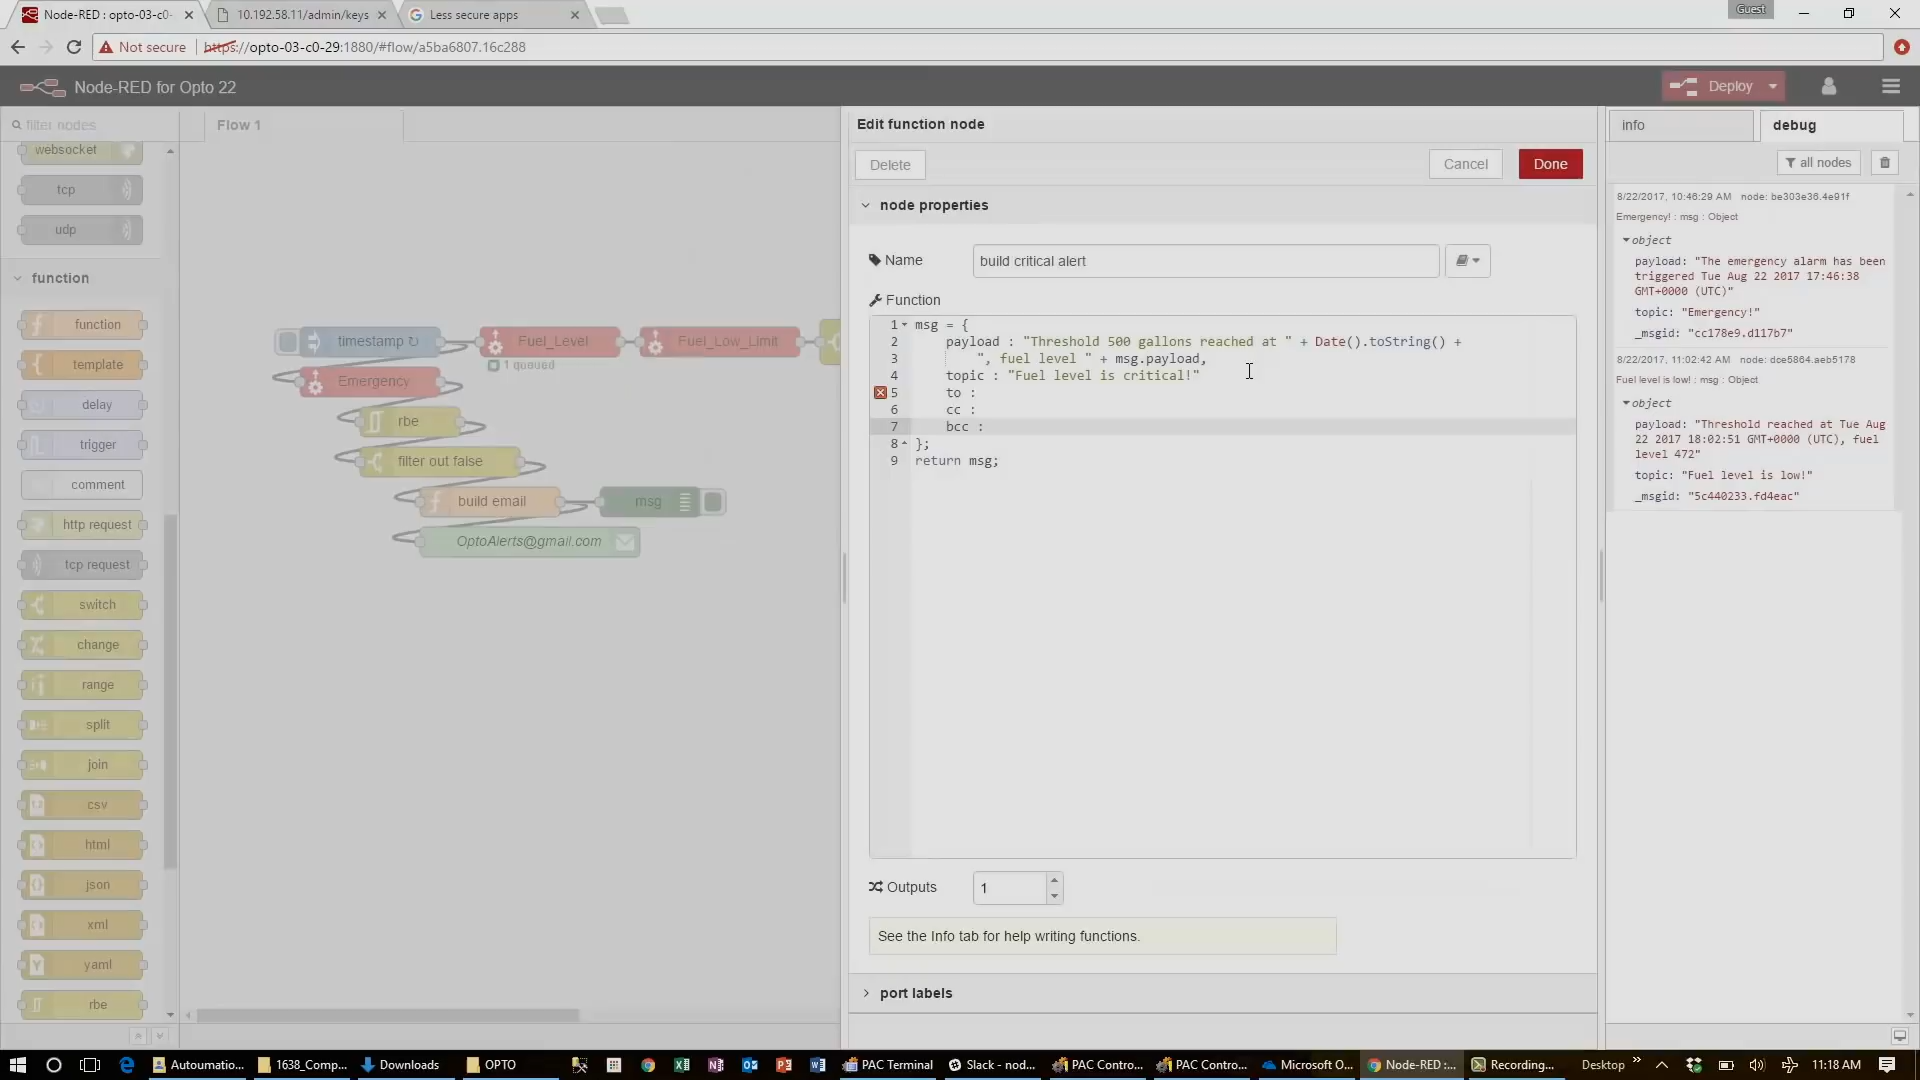 Node-RED : opto-03-c0-
10.192.58.11/admin/keys
Less secure apps
Guest
Not secure
https://opto-03-c0-29:1880/#flow/a5ba6807.16c288
Node-RED for Opto 22
Deploy
filter nodes
Flow 1
Edit function node
info
debug
Delete
Cancel
Done
all nodes
websocket
tcp
udp
function
function
template
delay
trigger
comment
http request
tcp request
switch
change
range
split
join
csv
html
json
xml
yaml
rbe
timestamp ↻
Fuel_Level
Fuel_Low_Limit
1 queued
Emergency
rbe
filter out false
build email
msg
OptoAlerts@gmail.com
node properties
Name
build critical alert
Function
1 msg = {
2 payload : "Threshold 500 gallons reached at " + Date().toString() +
3 ", fuel level " + msg.payload,
4 topic : "Fuel level is critical!"
5 to :
6 cc :
7 bcc :
8 };
9 return msg;
Outputs
1
See the Info tab for help writing functions.
port labels
8/22/2017, 10:46:29 AM node: be303e36.4e91f
Emergency! : msg : Object
object
payload: "The emergency alarm has been
triggered Tue Aug 22 2017 17:46:38
GMT+0000 (UTC)"
topic: "Emergency!"
_msgid: "cc178e9.d117b7"
8/22/2017, 11:02:42 AM node: dce5864.aeb5178
Fuel level is low! : msg : Object
object
payload: "Threshold reached at Tue Aug
22 2017 18:02:51 GMT+0000 (UTC), fuel
level 472"
topic: "Fuel level is low!"
_msgid: "5c440233.fd4eac"
Autoumatio...
1638_Comp...
Downloads
OPTO
PAC Terminal
Slack - nod...
PAC Contro...
PAC Contro...
Microsoft O...
Node-RED :...
Recording...
Desktop
11:18 AM